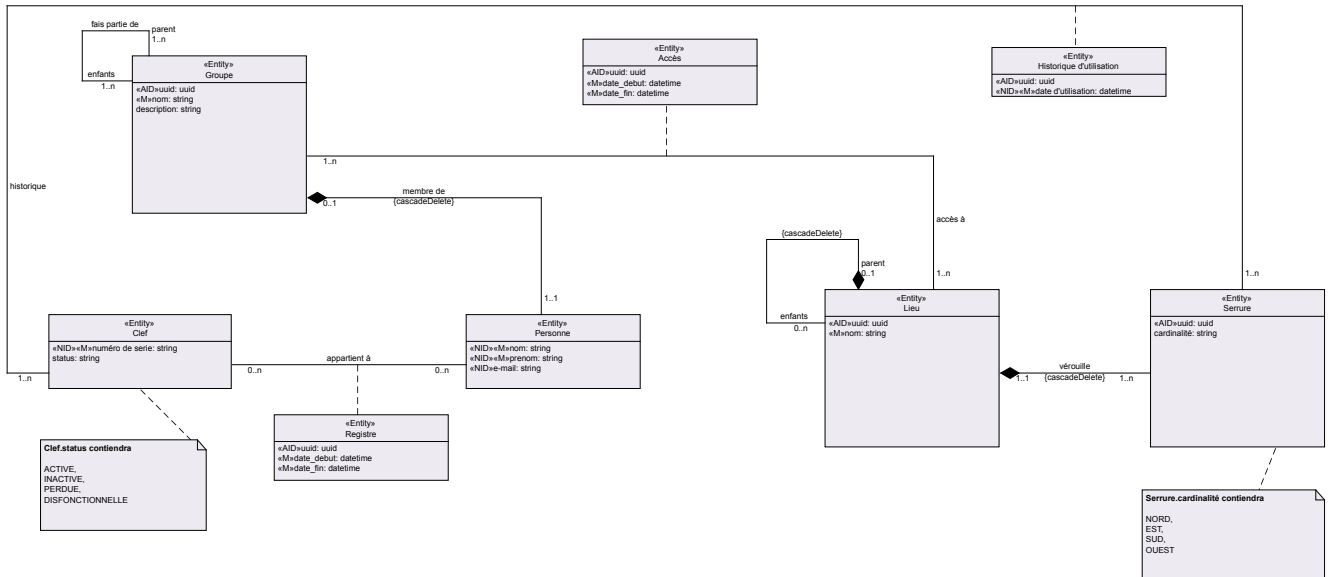 fais partie de
parent
1..n
enfants
1..n
«Entity»
Groupe
«AID»uuid: uuid
«M»nom: string
description: string
«Entity»
Accès
«AID»uuid: uuid
«M»date_debut: datetime
«M»date_fin: datetime
«Entity»
Historique d'utilisation
«AID»uuid: uuid
«NID»«M»date d'utilisation: datetime
1..n
historique
membre de
{cascadeDelete}
0..1
accès à
{cascadeDelete}
parent
0..1
1..n
1..n
1..1
enfants
0..n
«Entity»
Lieu
«AID»uuid: uuid
«M»nom: string
«Entity»
Serrure
«AID»uuid: uuid
cardinalité: string
«Entity»
Clef
«NID»«M»numéro de serie: string
status: string
«Entity»
Personne
«NID»«M»nom: string
«NID»«M»prenom: string
«NID»e-mail: string
appartient à
0..n
0..n
1..n
vérouille
{cascadeDelete}
1..1
1..n
«Entity»
Registre
«AID»uuid: uuid
«M»date_debut: datetime
«M»date_fin: datetime
Clef.status contiendra
ACTIVE,
INACTIVE,
PERDUE,
DISFONCTIONNELLE
Serrure.cardinalité contiendra
NORD,
EST,
SUD,
OUEST